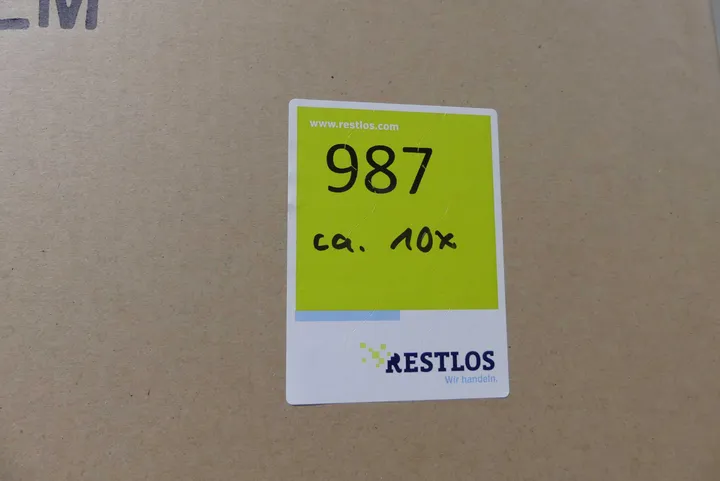 www.restlos.com
987
ca. 10x
RESTLOS
Wir handeln.